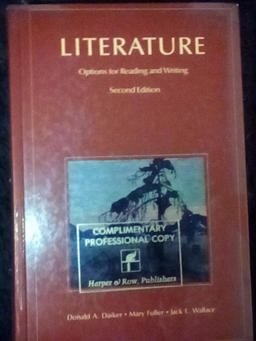 LITERATURE
Options for Reading and Writing
Second Edition
COMPLIMENTARY
PROFESSIONAL COPY
Harper & Row, Publishers
Donald A. Daiker • Mary Fuller • Jack E. Wallace